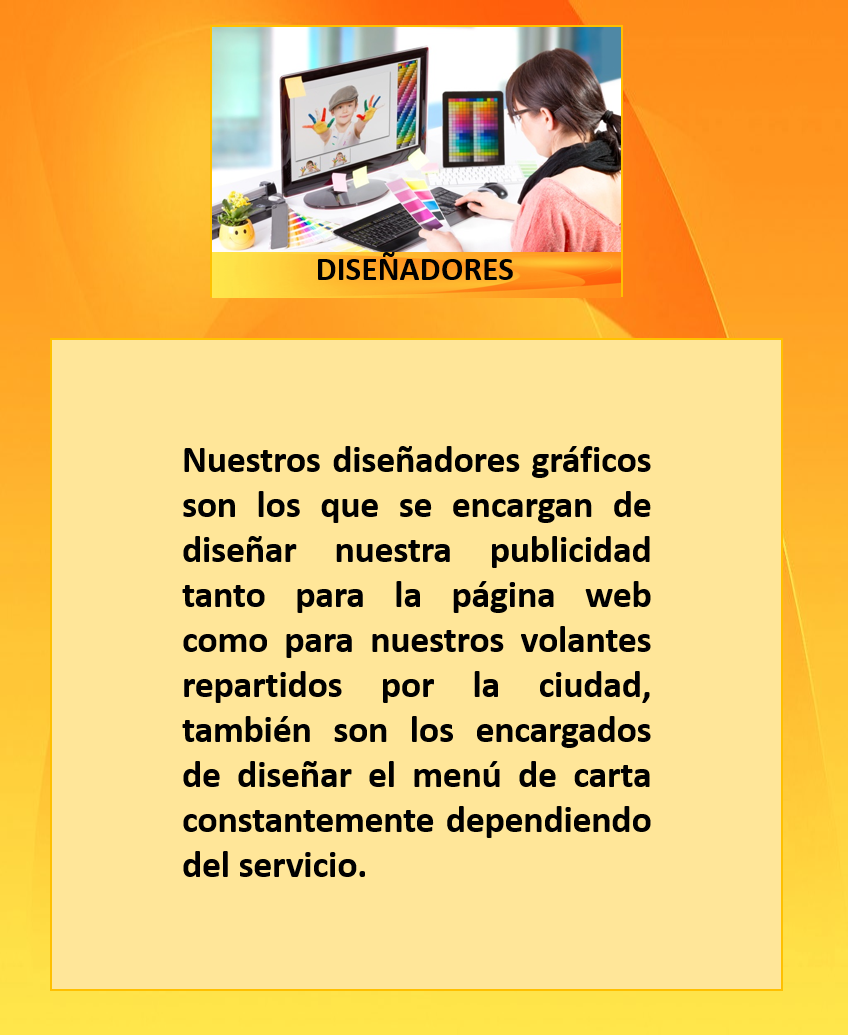 DISEÑADORES
Nuestros diseñadores gráficos
son los que se encargan de
diseñar nuestra publicidad
tanto para la página web
como para nuestros volantes
repartidos por la ciudad,
también son los encargados
de diseñar el menú de carta
constantemente dependiendo
del servicio.